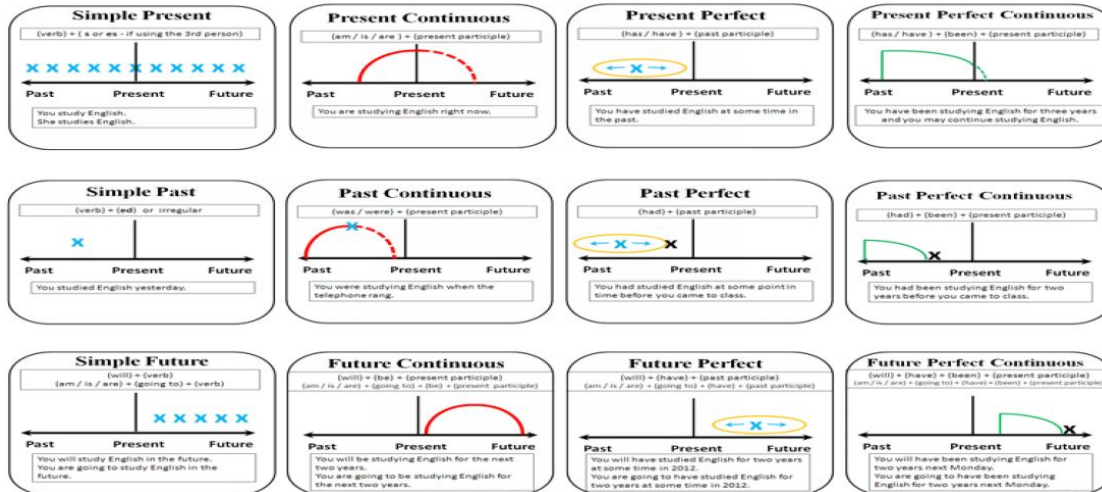 Simple Present
(verb) + ( s or es - if using the 3rd person)
x x x x x x x x x x x x
Past Present Future
You study English.
She studies English.
Present Continuous
(am / is / are ) + (present participle)
Past Present Future
You are studying English right now.
Present Perfect
(has / have ) + (past participle)
x
Past Present Future
You have studied English at some time in
the past.
Present Perfect Continuous
(has / have ) + (been) + (present participle)
Past Present Future
You have been studying English for three years
and you may continue studying English.
Simple Past
(verb) + (ed) or irregular
x
Past Present Future
You studied English yesterday.
Past Continuous
(was / were) + (present participle)
x
Past Present Future
You were studying English when the
telephone rang.
Past Perfect
(had) + (past participle)
x x
Past Present Future
You had studied English at some point in
time before you came to class.
Past Perfect Continuous
(had) + (been) + (present participle)
x
Past Present Future
You had been studying English for two
years before you came to class.
Simple Future
(will) + (verb)
(am / is / are) + (going to) + (verb)
x x x x x
Past Present Future
You will study English in the future.
You are going to study English in the
future.
Future Continuous
(will) + (be) + (present participle)
(am / is / are) + (going to) + (be) + (present participle)
Past Present Future
You will be studying English for the next
two years.
You are going to be studying English for
the next two years.
Future Perfect
(will) + (have) + (past participle)
(am / is / are) + (going to) + (have) + (past participle)
x
Past Present Future
You will have studied English for two years
at some time in 2012.
You are going to have studied English for
two years at some time in 2012.
Future Perfect Continuous
(will) + (have) + (been) + (present participle)
(am / is / are) + (going to) + (have) + (been) + (present participle)
x
Past Present Future
You will have been studying English for
two years next Monday.
You are going to have been studying
English for two years next Monday.